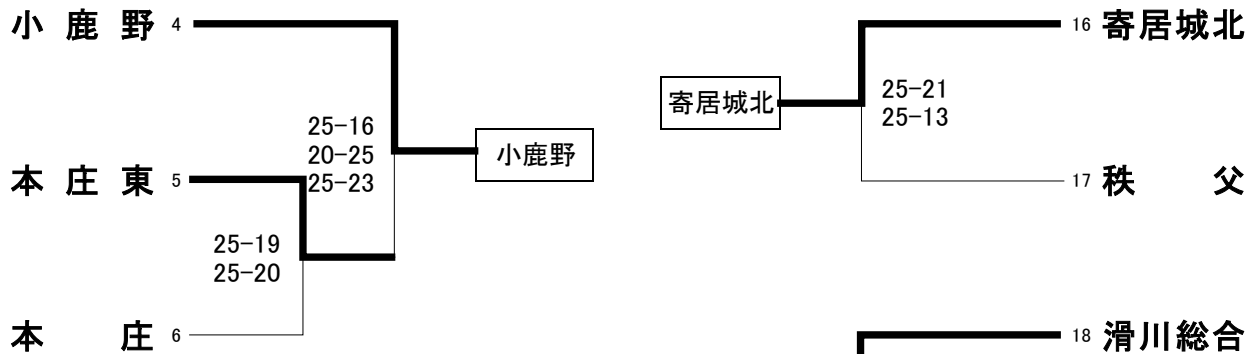 小鹿野 4
25-16
20-25
25-23
小鹿野
本庄東 5
25-19
25-20
本庄 6
16 寄居城北
寄居城北
25-21
25-13
17 秩父
18 滑川総合